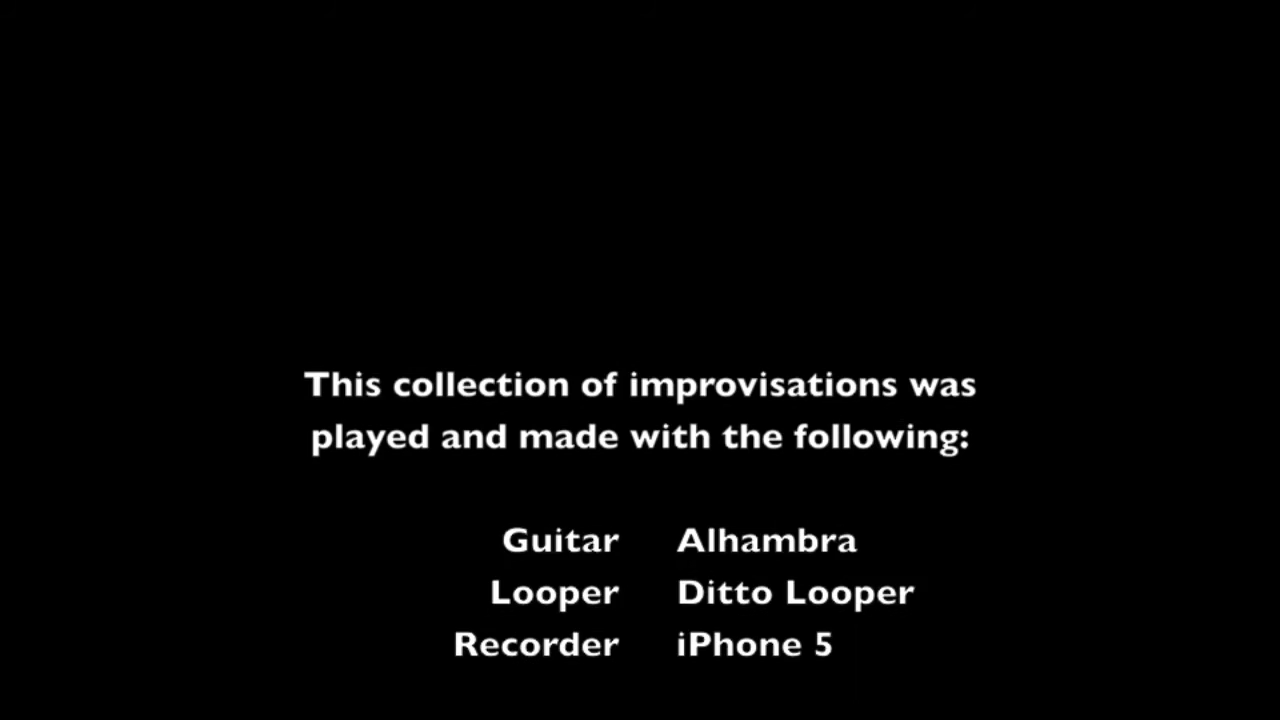 This collection of improvisations was
played and made with the following:
Guitar Alhambra
Looper Ditto Looper
Recorder iPhone 5